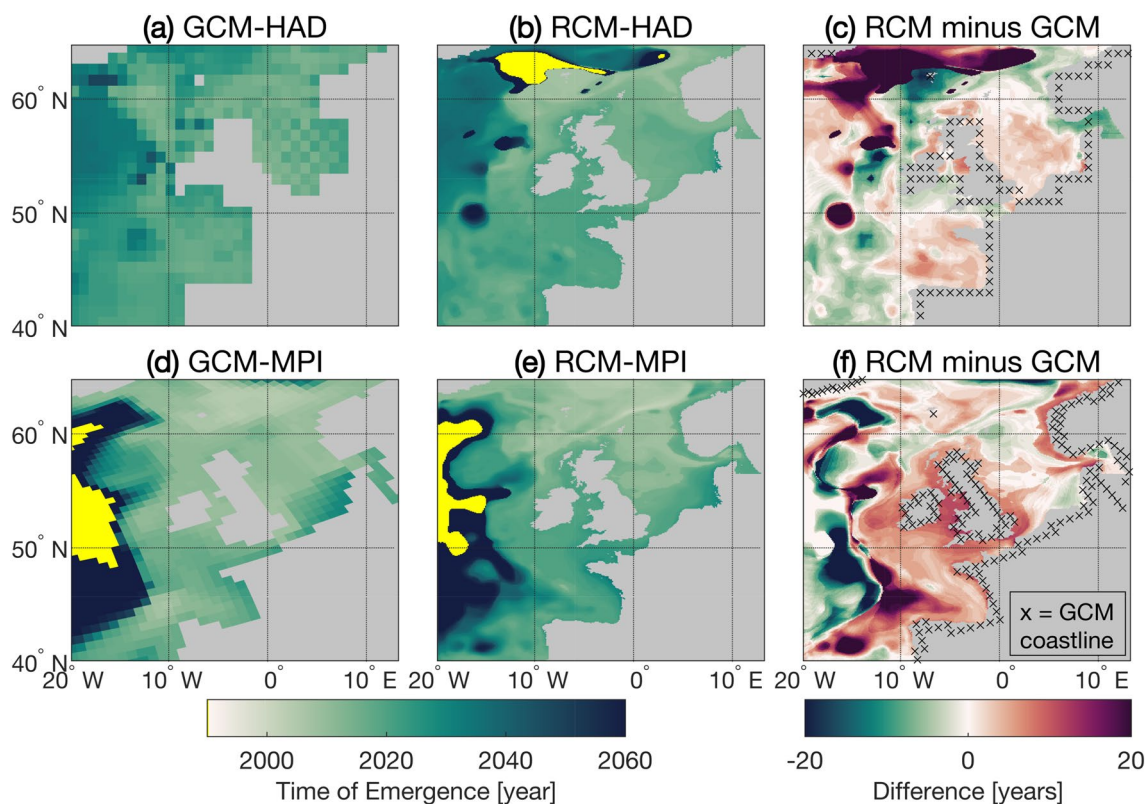 (a) GCM-HAD
(b) RCM-HAD
(c) RCM minus GCM
60° N
50° N
40° N
(d) GCM-MPI
(e) RCM-MPI
(f) RCM minus GCM
60° N
50° N
40° N
x = GCM
coastline
20° W 10° W 0° 10° E
20° W 10° W 0° 10° E
20° W 10° W 0° 10° E
2000 2020 2040 2060
Time of Emergence [year]
-20 0 20
Difference [years]